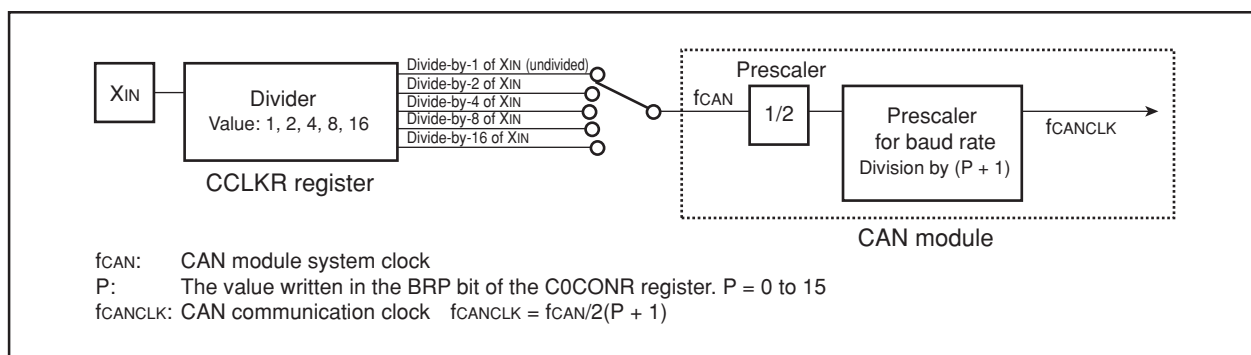 XIN
Divider
Value: 1, 2, 4, 8, 16
CCLKR register
Divide-by-1 of XIN (undivided)
Divide-by-2 of XIN
Divide-by-4 of XIN
Divide-by-8 of XIN
Divide-by-16 of XIN
fCAN
Prescaler
1/2
Prescaler
for baud rate
Division by (P + 1)
fCANCLK
CAN module
fCAN: CAN module system clock
P: The value written in the BRP bit of the C0CONR register. P = 0 to 15
fCANCLK: CAN communication clock fCANCLK = fCAN/2(P + 1)